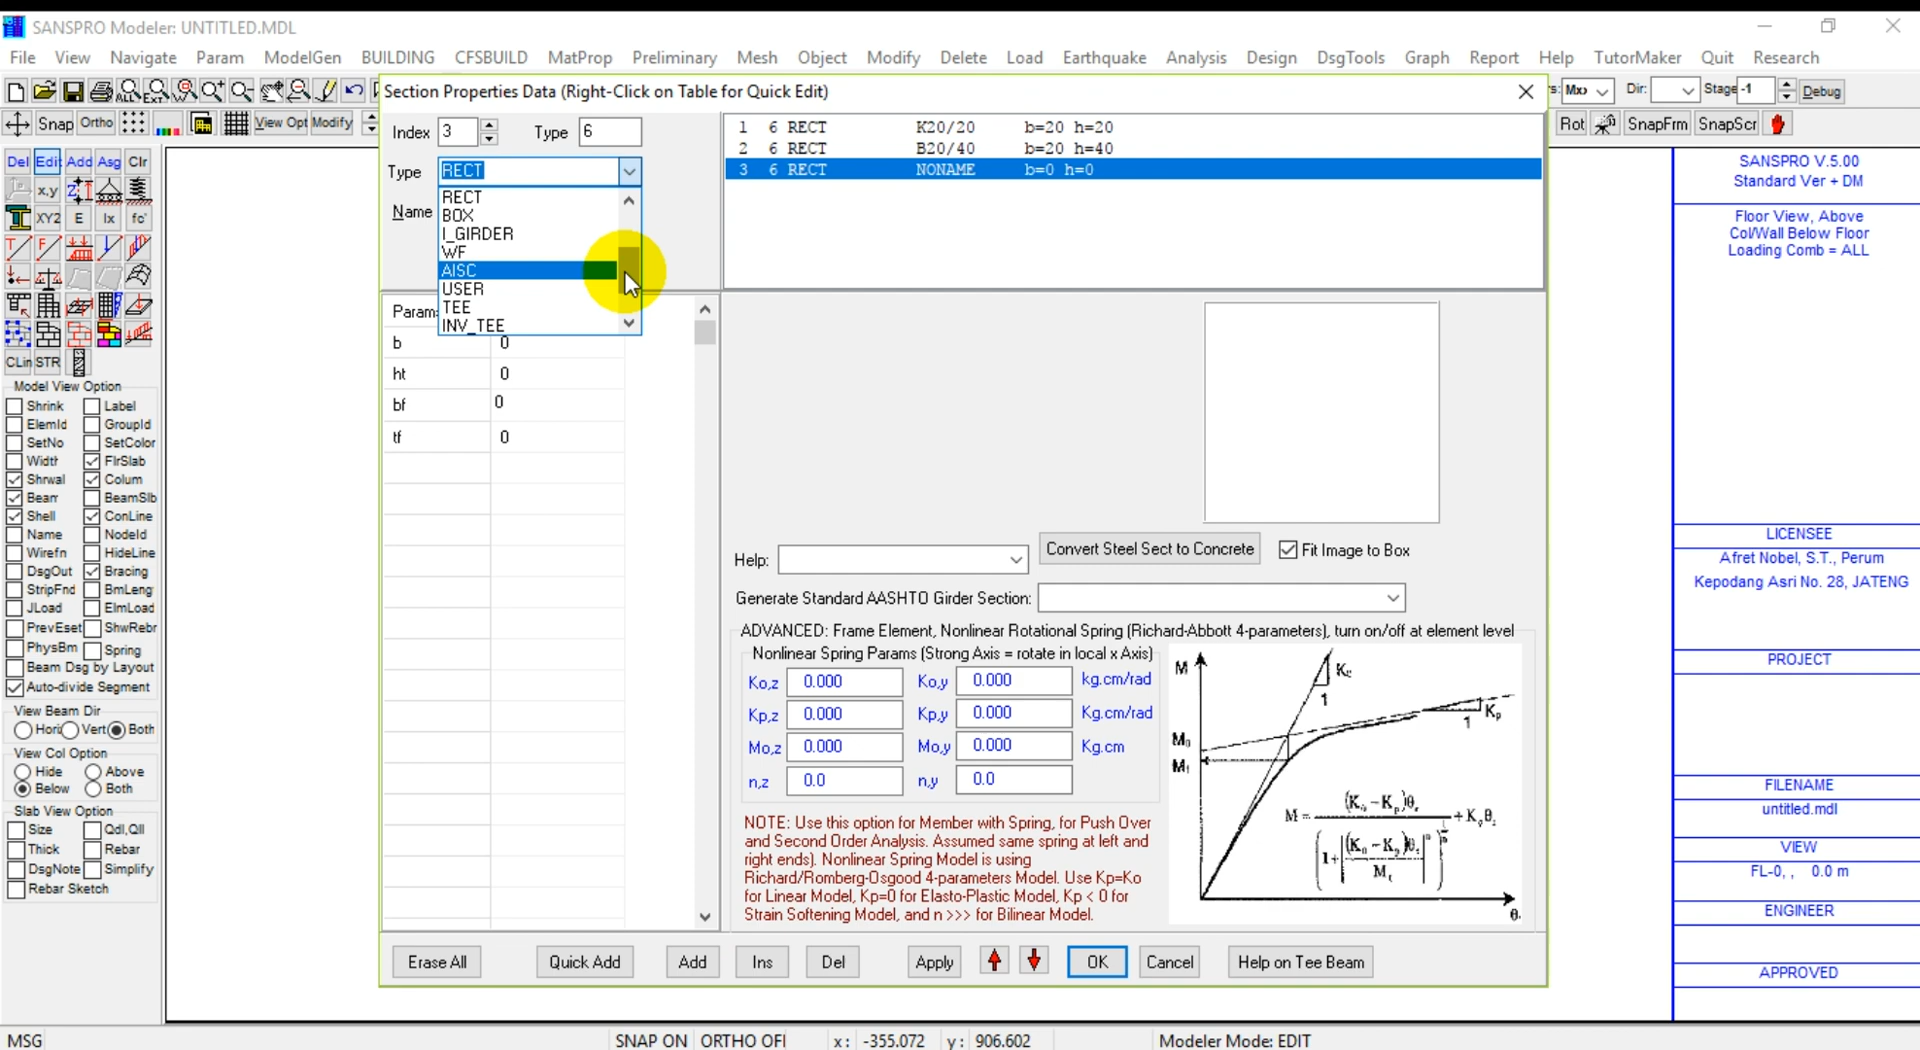 SANSPRO Modeler: UNTITLED.MDL
File View Navigate Param ModelGen BUILDING CFSBUILD MatProp Preliminary Mesh Object Modify Delete Load Earthquake Analysis Design DsgTools Graph Report Help TutorMaker Quit Research
Section Properties Data (Right-Click on Table for Quick Edit)
Mxx Dir: Stage -1 Debug
Snap Ortho View Opt Modify
Rot SnapFrm SnapScr
Index 3 Type 6
Type RECT
RECT
BOX
I_GIRDER
WF
AISC
USER
TEE
INV_TEE
Name
1 6 RECT K20/20 b=20 h=20
2 6 RECT B20/40 b=20 h=40
3 6 RECT NONAME b=0 h=0
b 0
ht 0
bf 0
tf 0
Help: Convert Steel Sect to Concrete Fit Image to Box
Generate Standard AASHTO Girder Section:
ADVANCED: Frame Element, Nonlinear Rotational Spring (Richard-Abbott 4-parameters), turn on/off at element level
Nonlinear Spring Params (Strong Axis = rotate in local x Axis)
Ko,z 0.000 Ko,y 0.000 kg.cm/rad
Kp,z 0.000 Kp,y 0.000 Kg.cm/rad
Mo,z 0.000 Mo,y 0.000 Kg.cm
n,z 0.0 n,y 0.0
NOTE: Use this option for Member with Spring, for Push Over
and Second Order Analysis. Assumed same spring at left and
right ends). Nonlinear Spring Model is using
Richard/Romberg-Osgood 4-parameters Model. Use Kp=Ko
for Linear Model, Kp=0 for Elasto-Plastic Model, Kp < 0 for
Strain Softening Model, and n >>> for Bilinear Model.
Erase All Quick Add Add Ins Del Apply OK Cancel Help on Tee Beam
Del Edit Add Asg Clr
x,y
XY2 E Ix fc'
CLin STR
Model View Option
Shrink Label
ElemId GroupId
SetNo SetColor
Width FlrSlab
Shrwal Colum
Beam BeamSlb
Shell ConLine
Name NodeId
Wirefn HideLine
DsgOut Bracing
StripFnd BmLeng
JLoad ElmLoad
PrevEset ShwRebr
PhysBm Spring
Beam Dsg by Layout
Auto-divide Segment
View Beam Dir
Hori Vert Both
View Col Option
Hide Above
Below Both
Slab View Option
Size Qdl,Qll
Thick Rebar
DsgNote Simplify
Rebar Sketch
SANSPRO V.5.00
Standard Ver + DM
Floor View, Above
Col/Wall Below Floor
Loading Comb = ALL
LICENSEE
Afret Nobel, S.T., Perum
Kepodang Asri No. 28, JATENG
PROJECT
FILENAME
untitled.mdl
VIEW
FL-0, , 0.0 m
ENGINEER
APPROVED
MSG SNAP ON ORTHO OFF x: -355.072 y: 906.602 Modeler Mode: EDIT